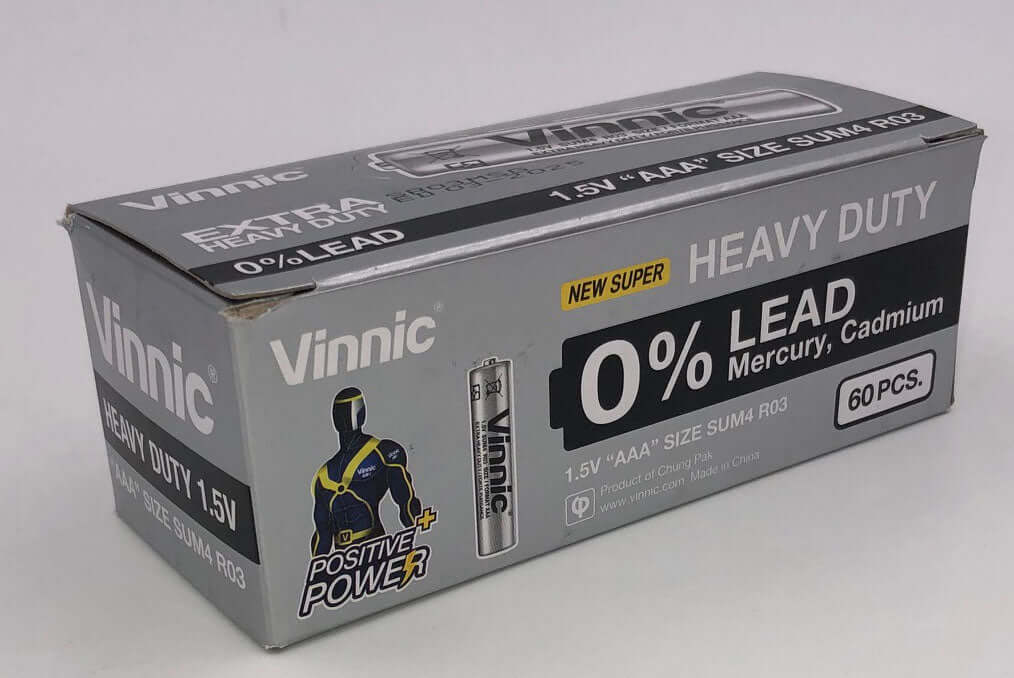 Vinnic
EXTRA
HEAVY DUTY
0% LEAD
Vinnic
1.5V “AAA” SIZE SUM4 R03
Vinnic®
HEAVY DUTY 1.5V
“AAA” SIZE SUM4 R03
Vinnic®
NEW SUPER
HEAVY DUTY
0% LEAD
Mercury, Cadmium
60 PCS.
1.5V “AAA” SIZE SUM4 R03
Product of Chung Pak
www.vinnic.com Made in China
Vinnic
Vinnic
POSITIVE+
POWER